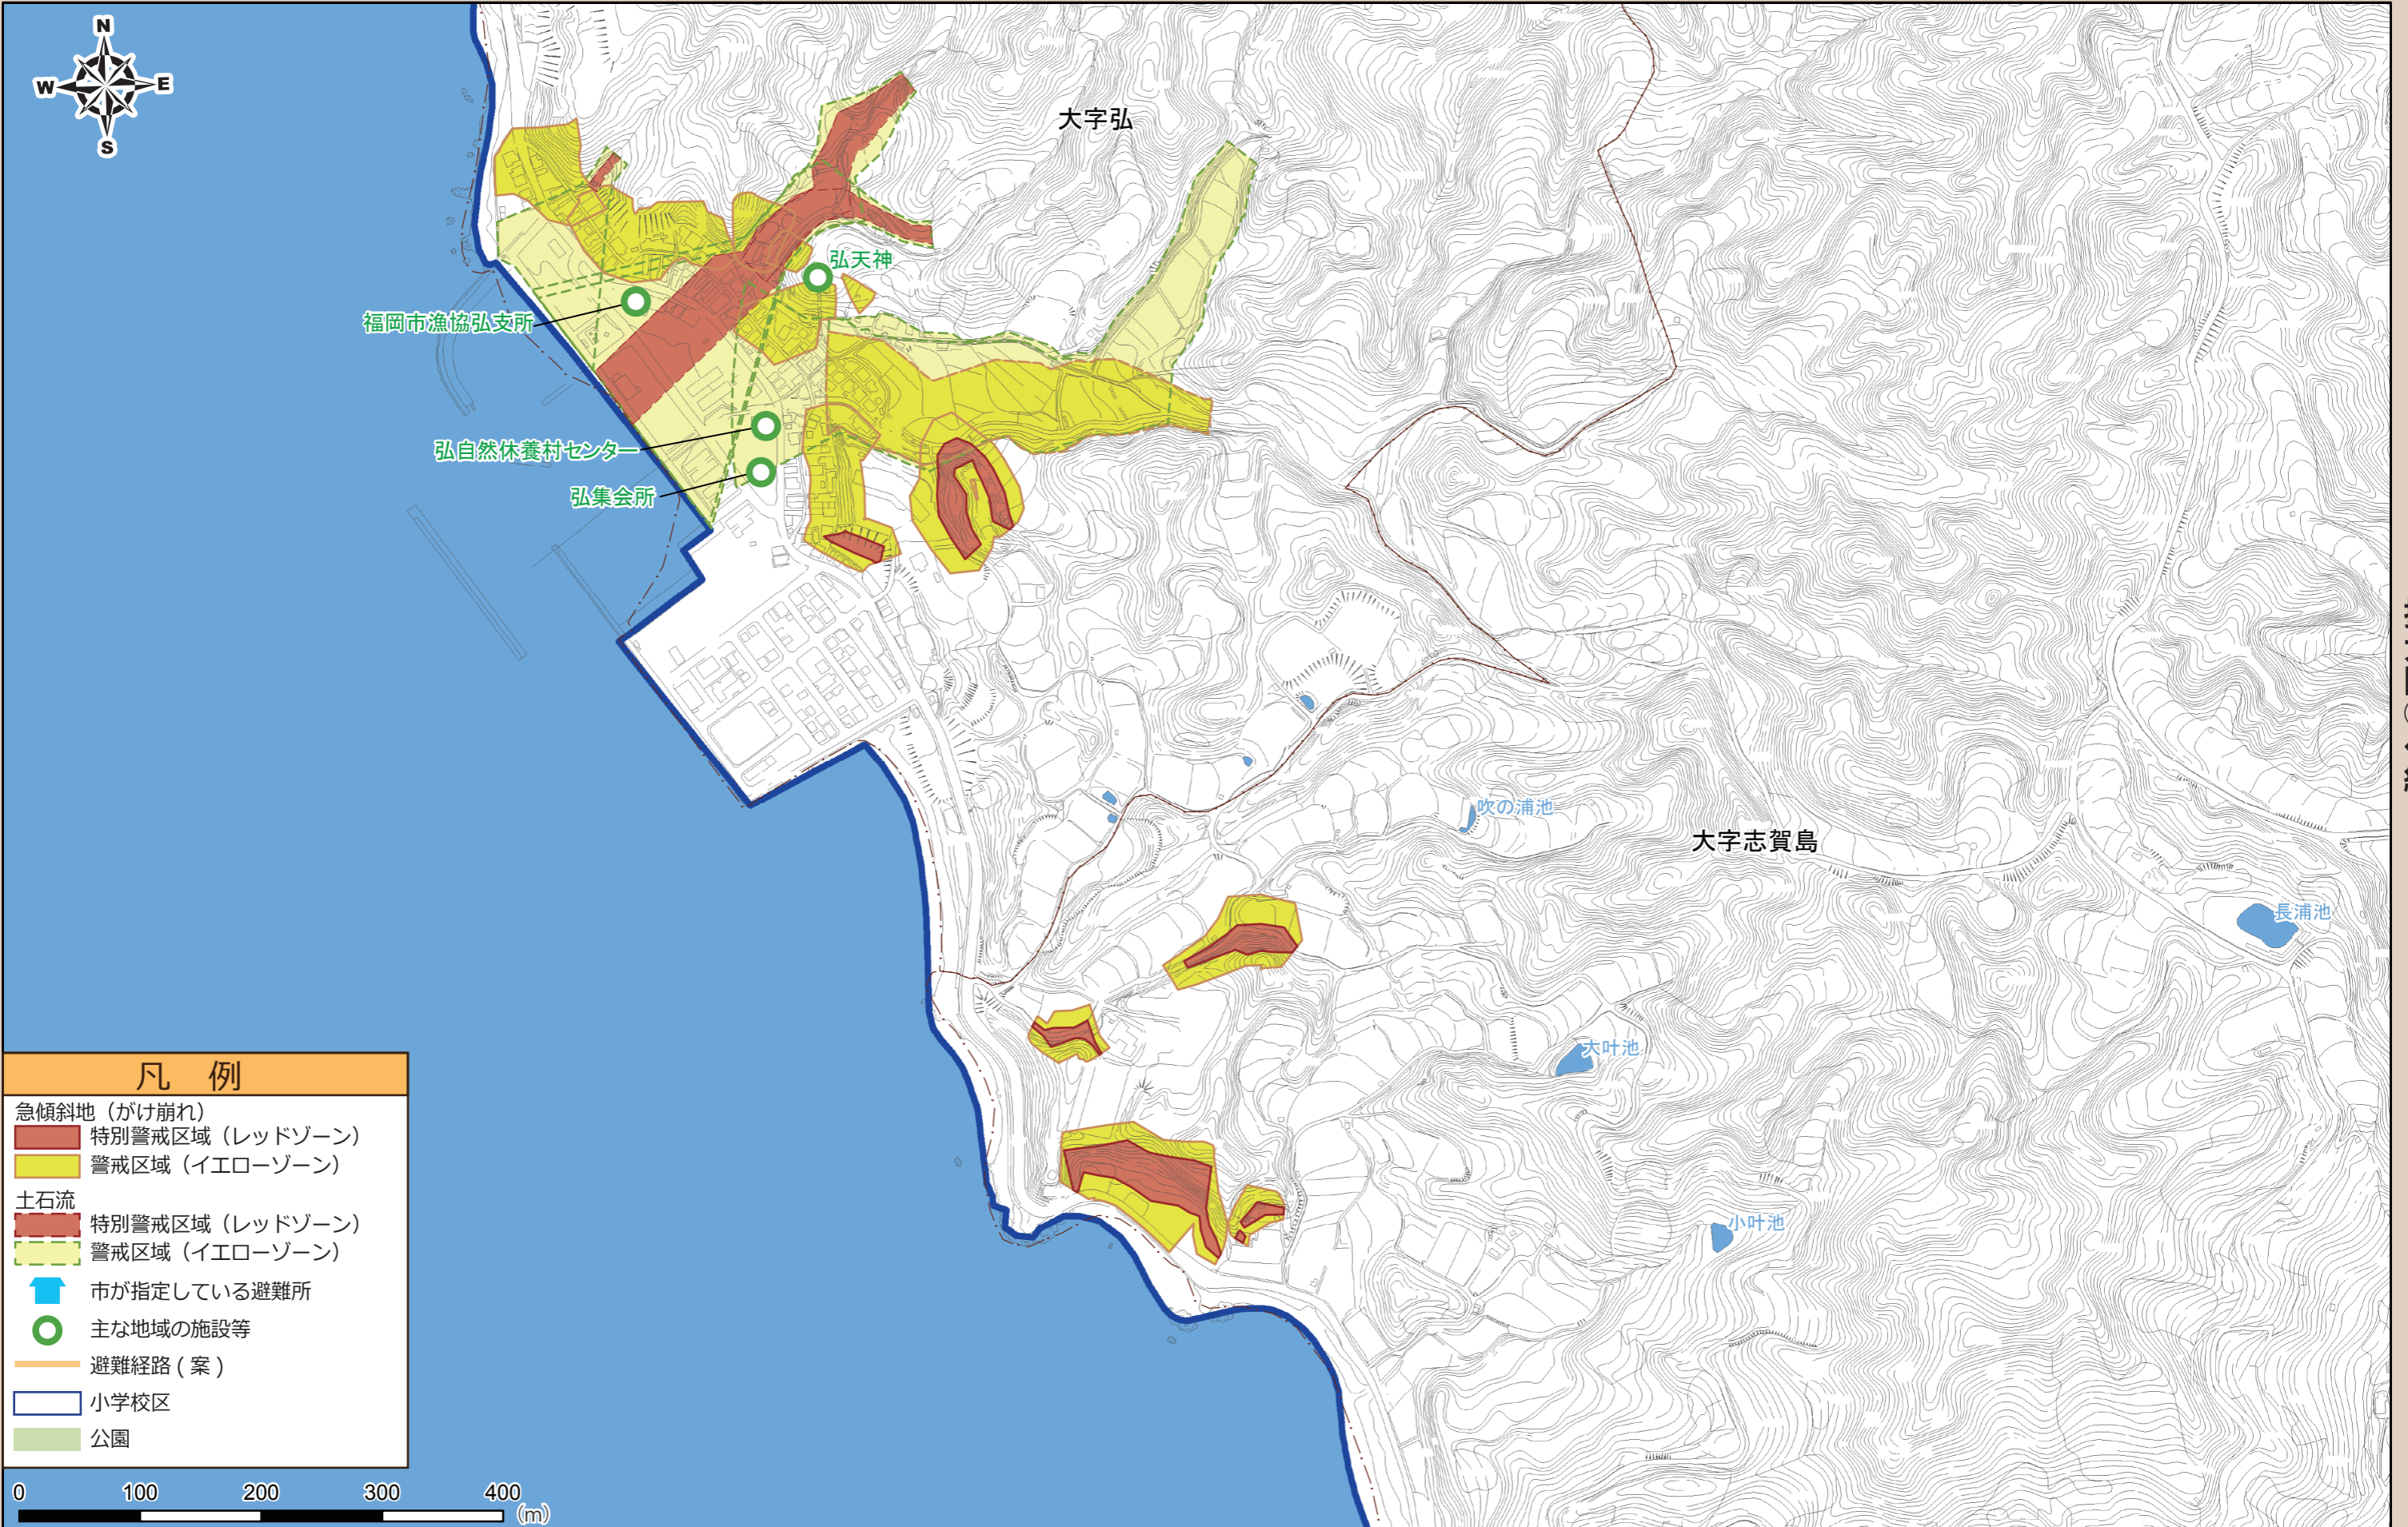 N
W
E
S
大字弘
弘天神
福岡市漁協弘支所
弘自然休養村センター
弘集会所
吹の浦池
大字志賀島
長浦池
大叶池
小叶池
凡 例
急傾斜地（がけ崩れ）
特別警戒区域（レッドゾーン）
警戒区域（イエローゾーン）
土石流
特別警戒区域（レッドゾーン）
警戒区域（イエローゾーン）
市が指定している避難所
主な地域の施設等
避難経路 ( 案 )
小学校区
公園
0 100 200 300 400
(m)